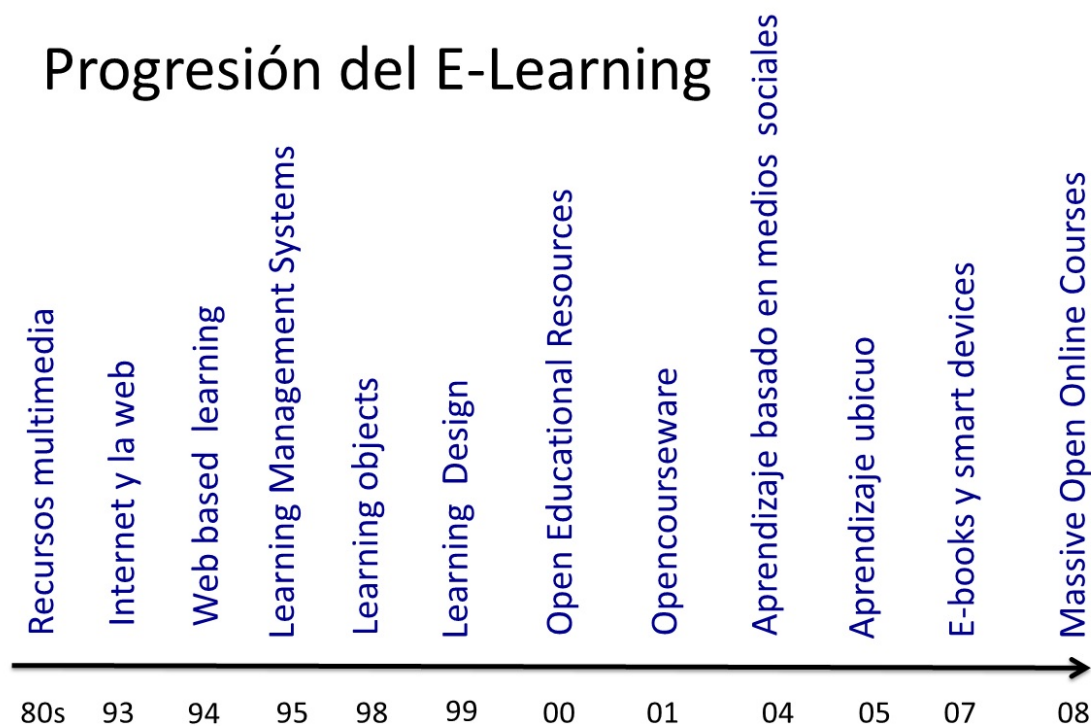 Progresión del E-Learning
Recursos multimedia
Internet y la web
Web based learning
Learning Management Systems
Learning objects
Learning Design
Open Educational Resources
Opencourseware
Aprendizaje basado en medios sociales
Aprendizaje ubicuo
E-books y smart devices
Massive Open Online Courses
80s 93 94 95 98 99 00 01 04 05 07 08